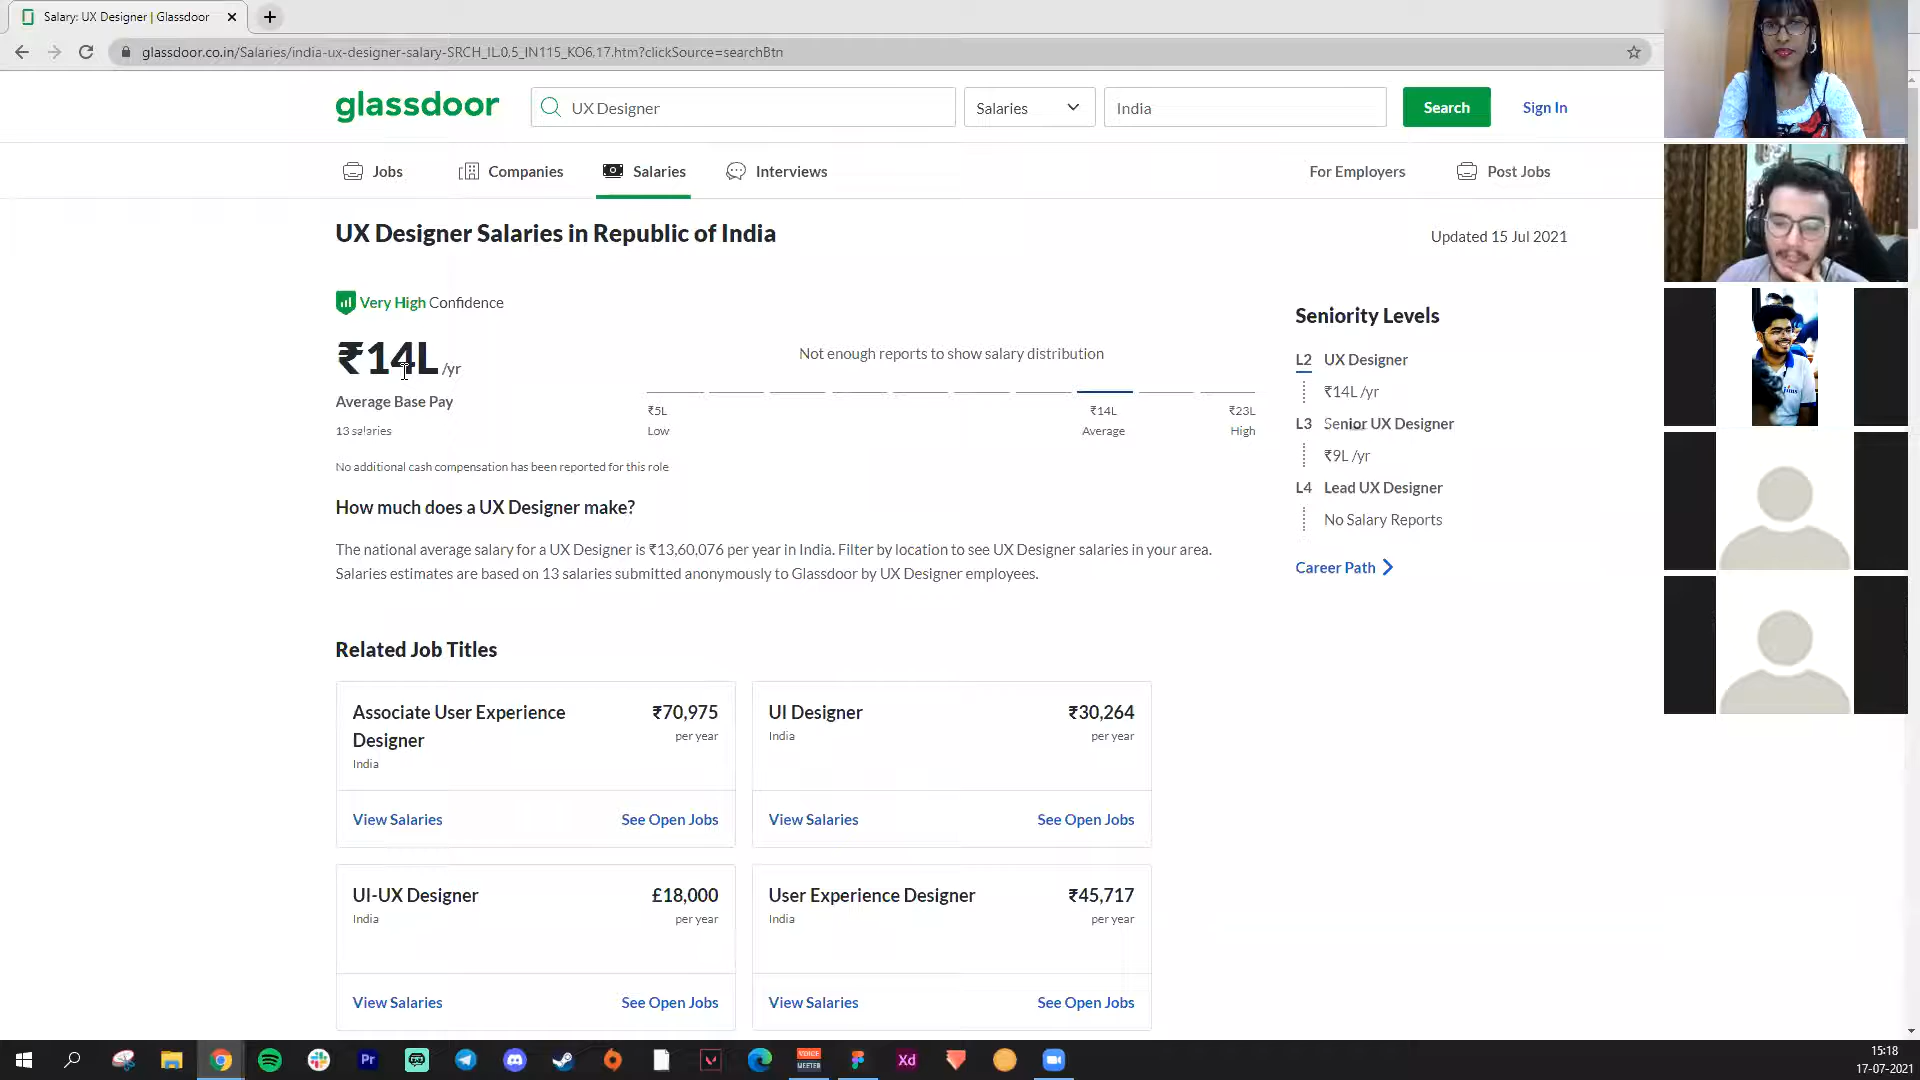 Salary: UX Designer | Glassdoor
glassdoor.co.in/Salaries/india-ux-designer-salary-SRCH_IL.0,5_IN115_KO6,17.htm?clickSource=searchBtn
glassdoor
UX Designer
Salaries
India
Search
Sign In
Jobs
Companies
Salaries
Interviews
For Employers
Post Jobs
UX Designer Salaries in Republic of India
Updated 15 Jul 2021
Very High Confidence
₹14L /yr
Average Base Pay
13 salaries
No additional cash compensation has been reported for this role
Not enough reports to show salary distribution
₹5L
Low
₹14L
Average
₹23L
High
Seniority Levels
L2 UX Designer
₹14L /yr
L3 Senior UX Designer
₹9L /yr
L4 Lead UX Designer
No Salary Reports
Career Path
How much does a UX Designer make?
The national average salary for a UX Designer is ₹13,60,076 per year in India. Filter by location to see UX Designer salaries in your area.
Salaries estimates are based on 13 salaries submitted anonymously to Glassdoor by UX Designer employees.
Related Job Titles
Associate User Experience
Designer
India
₹70,975
per year
View Salaries
See Open Jobs
UI Designer
India
₹30,264
per year
View Salaries
See Open Jobs
UI-UX Designer
India
£18,000
per year
View Salaries
See Open Jobs
User Experience Designer
India
₹45,717
per year
View Salaries
See Open Jobs
Pr
VOICE
MEETER
Xd
15:18
17-07-2021